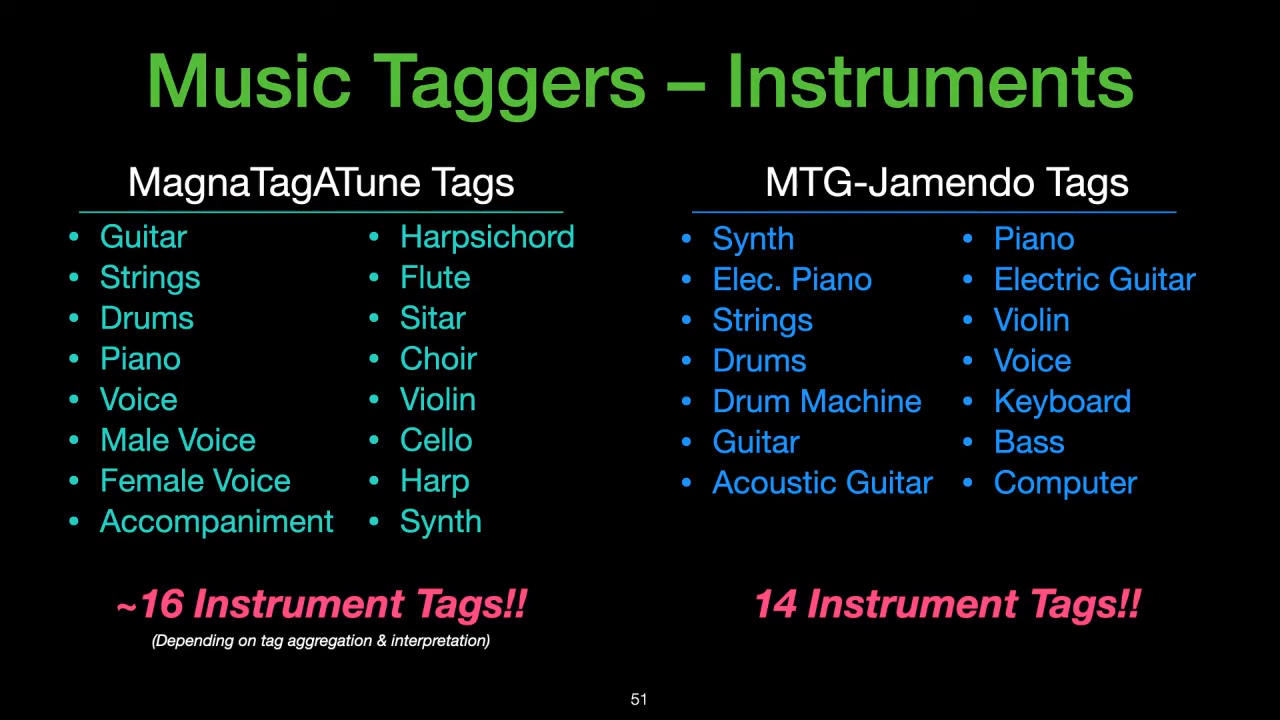 Music Taggers – Instruments
MagnaTagATune Tags
• Guitar
• Strings
• Drums
• Piano
• Voice
• Male Voice
• Female Voice
• Accompaniment
• Harpsichord
• Flute
• Sitar
• Choir
• Violin
• Cello
• Harp
• Synth
~16 Instrument Tags!!
(Depending on tag aggregation & interpretation)
MTG-Jamendo Tags
• Synth
• Elec. Piano
• Strings
• Drums
• Drum Machine
• Guitar
• Acoustic Guitar
• Piano
• Electric Guitar
• Violin
• Voice
• Keyboard
• Bass
• Computer
14 Instrument Tags!!
51